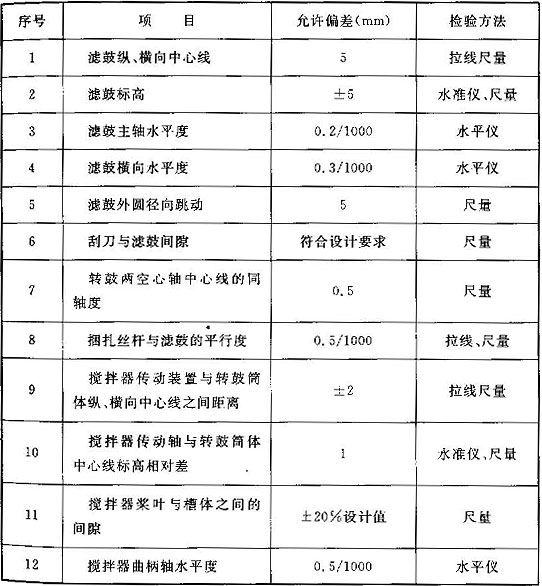 序号 项 目 允许偏差(mm) 检验方法
1 滤鼓纵、横向中心线 5 拉线尺量
2 滤鼓标高 ±5 水准仪、尺量
3 滤鼓主轴水平度 0.2/1000 水平仪
4 滤鼓横向水平度 0.3/1000 水平仪
5 滤鼓外圆径向跳动 5 尺量
6 刮刀与滤鼓间隙 符合设计要求 尺量
7 转鼓两空心轴中心线的同 0.5 尺量
轴度
8 捆扎丝杆与滤鼓的平行度 0.5/1000 拉线、尺量
9 搅拌器传动装置与转鼓筒 ±2 拉线尺量
体纵、横向中心线之间距离
10 搅拌器传动轴与转鼓筒体 1 水准仪、尺量
中心线标高相对差
11 搅拌器桨叶与槽体之间的 ±20%设计值 尺量
间隙
12 搅拌器曲柄轴水平度 0.5/1000 水平仪